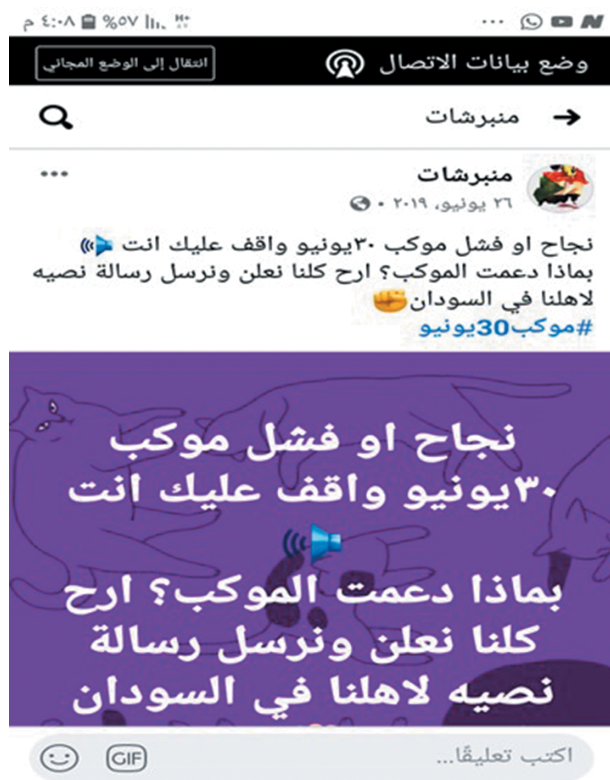 ٤:٠٨ م %٥٧
وضع بيانات الاتصال انتقال إلى الوضع المجاني
منبرشات
منبرشات
٢٦ يونيو، ٢٠١٩
نجاح او فشل موكب ٣٠يونيو واقف عليك انت
بماذا دعمت الموكب؟ ارح كلنا نعلن ونرسل رسالة نصيه
لاهلنا في السودان
#موكب30يونيو
نجاح او فشل موكب
٣٠يونيو واقف عليك انت
بماذا دعمت الموكب؟ ارح
كلنا نعلن ونرسل رسالة
نصيه لاهلنا في السودان
اكتب تعليقًا... GIF